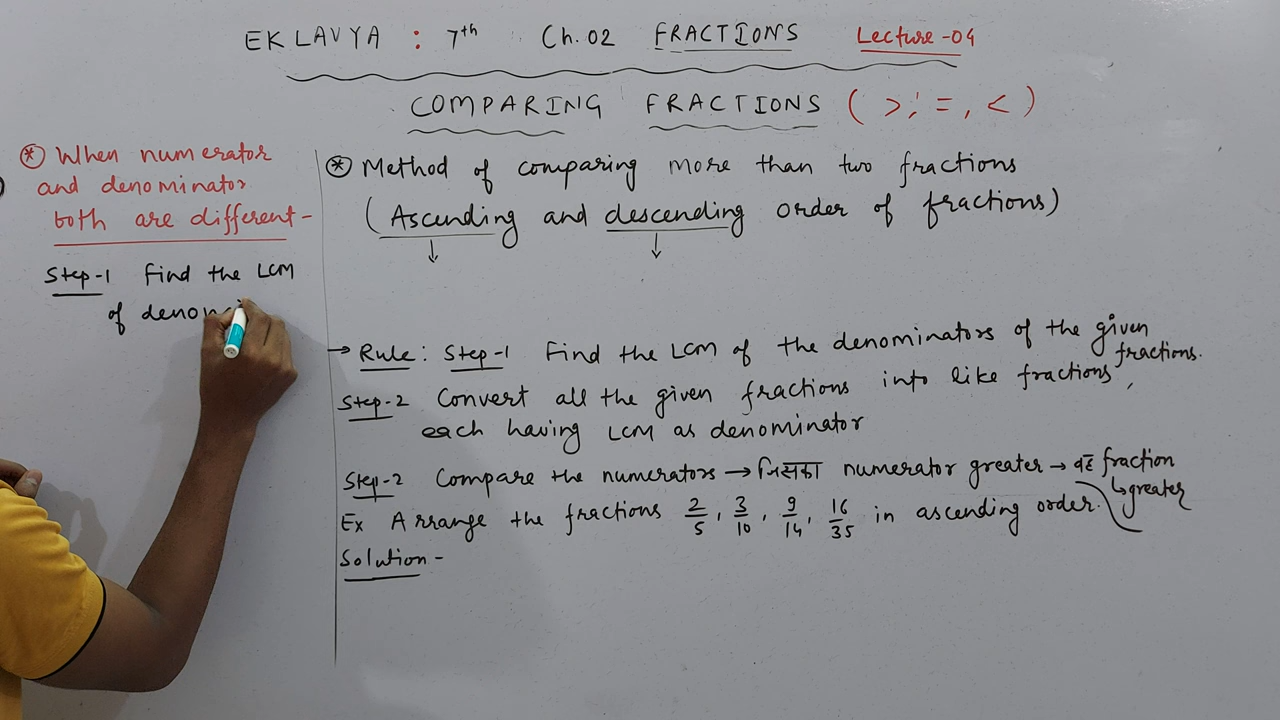 EKLAVYA : 7th Ch. 02 FRACTIONS Lecture-04
COMPARING FRACTIONS ( >, =, < )
* When numerator
and denominator
both are different-
Step-1 Find the LCM
of denom
* Method of comparing more than two fractions
(Ascending and descending order of fractions)
→ Rule: Step-1 Find the LCM of the denominators of the given
fractions.
Step-2 Convert all the given fractions into like fractions,
each having LCM as denominator
Step-2 Compare the numerators → जिसका numerator greater → वह fraction
↳ greater
Ex Arrange the fractions 2/5, 3/10, 9/14, 16/35 in ascending order.
Solution-